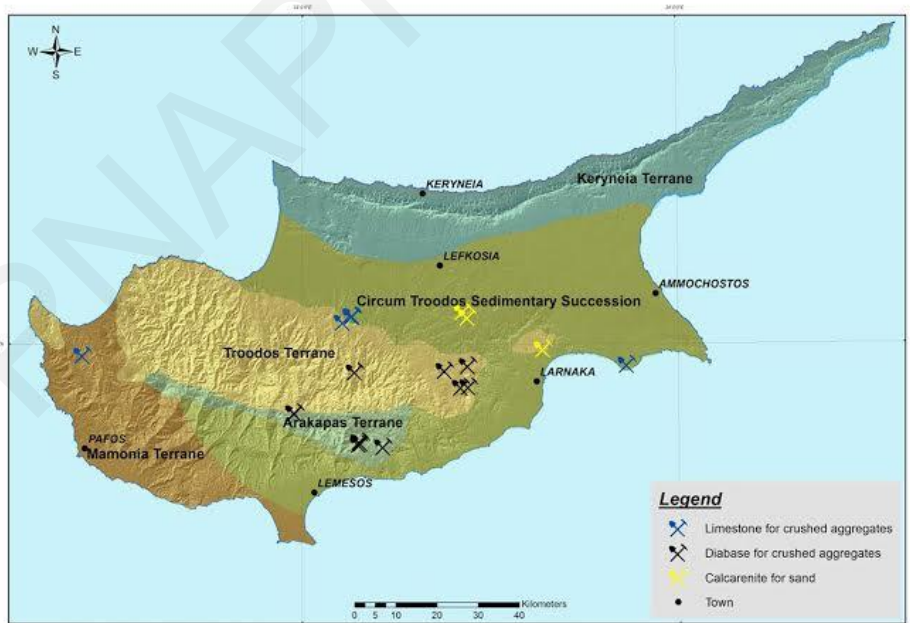 N
W E
S
KERYNEIA
Keryneia Terrane
LEFKOSIA
AMMOCHOSTOS
Circum Troodos Sedimentary Succession
Troodos Terrane
LARNAKA
Arakapas Terrane
PAFOS
Mamonia Terrane
LEMESOS
Legend
Limestone for crushed aggregates
Diabase for crushed aggregates
Calcarenite for sand
Town
Kilometers
0 5 10 20 30 40